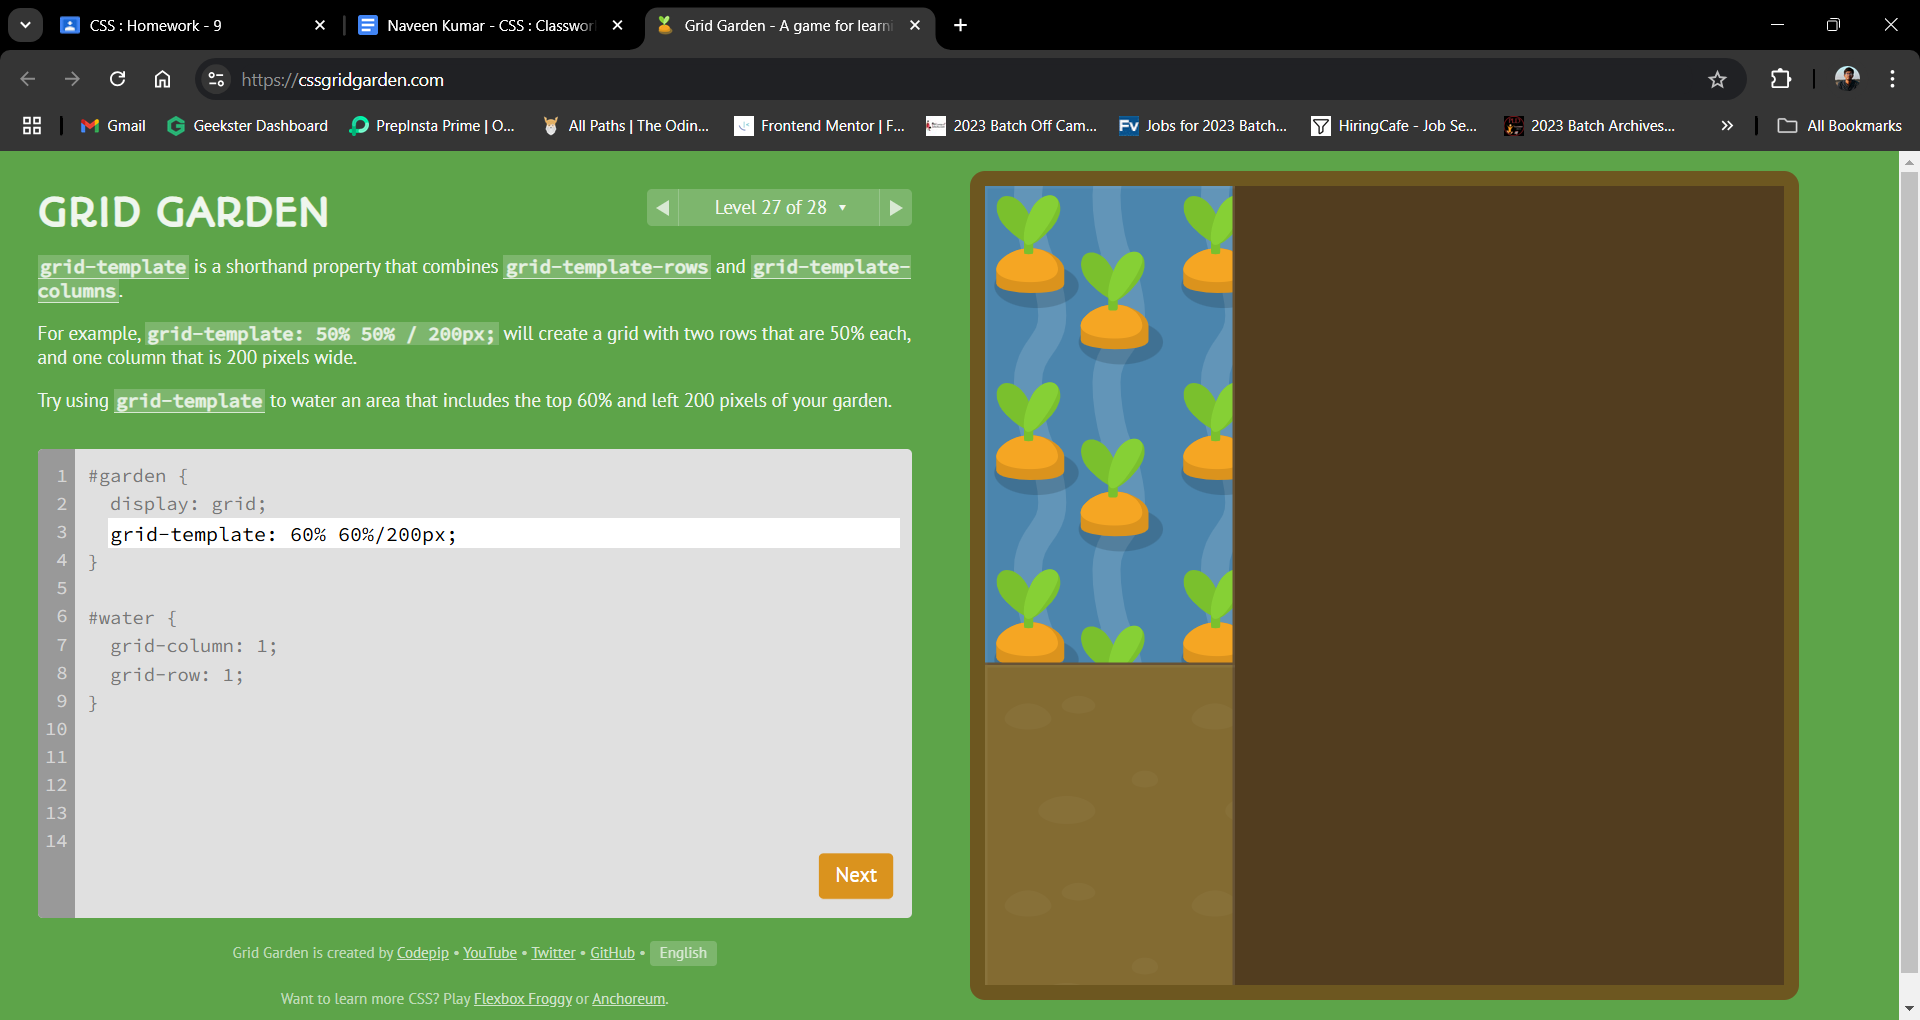 CSS : Homework - 9
Naveen Kumar - CSS : Classwor
Grid Garden - A game for learni
https://cssgridgarden.com
Gmail
Geekster Dashboard
PrepInsta Prime | O...
All Paths | The Odin...
Frontend Mentor | F...
2023 Batch Off Cam...
Fv Jobs for 2023 Batch...
HiringCafe - Job Se...
2023 Batch Archives...
All Bookmarks
GRID GARDEN
Level 27 of 28
grid-template is a shorthand property that combines grid-template-rows and grid-template-
columns.
For example, grid-template: 50% 50% / 200px; will create a grid with two rows that are 50% each,
and one column that is 200 pixels wide.
Try using grid-template to water an area that includes the top 60% and left 200 pixels of your garden.
1 #garden {
2 display: grid;
3 grid-template: 60% 60%/200px;
4 }
5
6 #water {
7 grid-column: 1;
8 grid-row: 1;
9 }
10
11
12
13
14
Next
Grid Garden is created by Codepip • YouTube • Twitter • GitHub • English
Want to learn more CSS? Play Flexbox Froggy or Anchoreum.